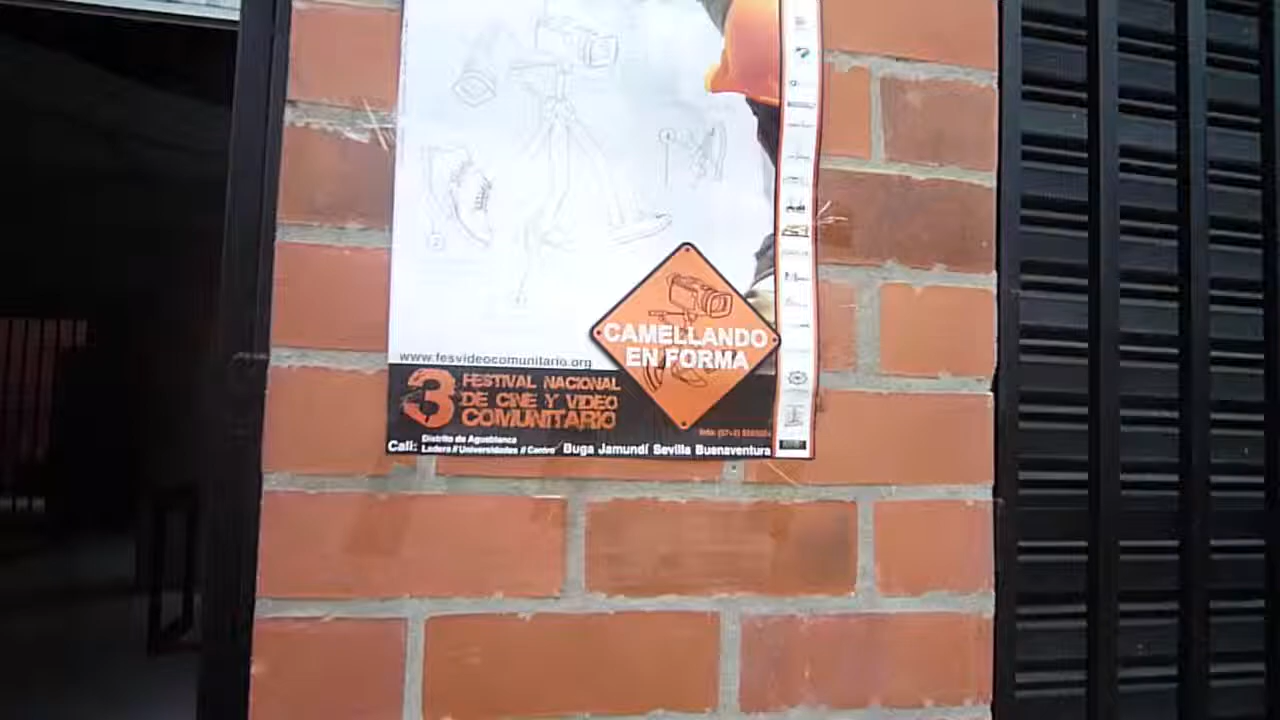 CAMELLANDO
EN FORMA
www.fesvideocomunitario.org
3 FESTIVAL NACIONAL
DE CINE Y VIDEO
COMUNITARIO
Cali: Distrito de Aguablanca
Ladera // Universidades // Centro
Buga Jamundí Sevilla Buenaventura